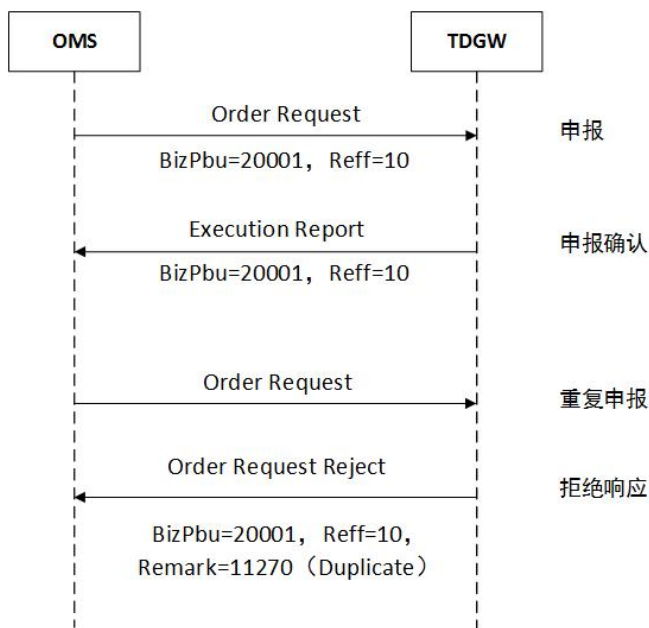 OMS
TDGW
Order Request
申报
BizPbu=20001，Reff=10
Execution Report
申报确认
BizPbu=20001，Reff=10
Order Request
重复申报
Order Request Reject
拒绝响应
BizPbu=20001，Reff=10，
Remark=11270（Duplicate）